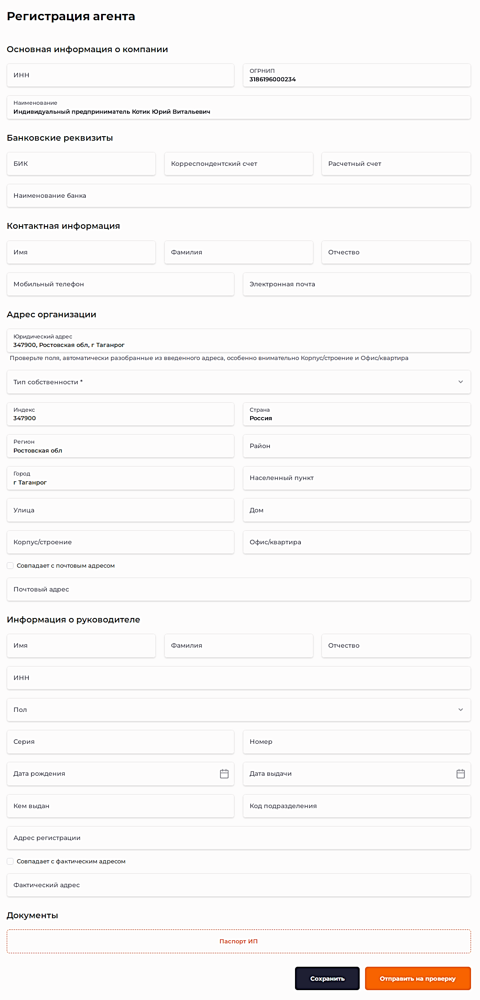 Регистрация агента
Основная информация о компании
ИНН
ОГРНИП
3186196000234
Наименование
Индивидуальный предприниматель Котик Юрий Витальевич
Банковские реквизиты
БИК
Корреспондентский счет
Расчетный счет
Наименование банка
Контактная информация
Имя
Фамилия
Отчество
Мобильный телефон
Электронная почта
Адрес организации
Юридический адрес
347900, Ростовская обл, г Таганрог
Проверьте поля, автоматически разобранные из введенного адреса, особенно внимательно Корпус/строение и Офис/квартира
Тип собственности *
Индекс
347900
Страна
Россия
Регион
Ростовская обл
Район
Город
г Таганрог
Населенный пункт
Улица
Дом
Корпус/строение
Офис/квартира
Совпадает с почтовым адресом
Почтовый адрес
Информация о руководителе
Имя
Фамилия
Отчество
ИНН
Пол
Серия
Номер
Дата рождения
Дата выдачи
Кем выдан
Код подразделения
Адрес регистрации
Совпадает с фактическим адресом
Фактический адрес
Документы
Паспорт ИП
Сохранить
Отправить на проверку